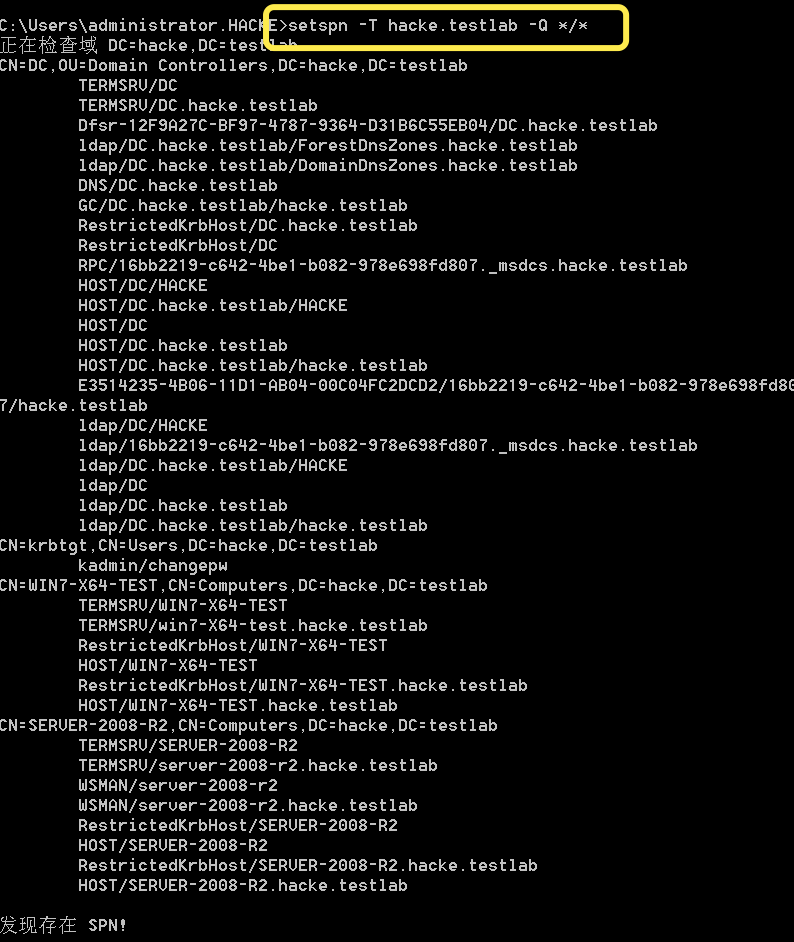 C:\Users\administrator.HACKE>setspn -T hacke.testlab -Q */*
正在检查域 DC=hacke,DC=testlab
CN=DC,OU=Domain Controllers,DC=hacke,DC=testlab
TERMSRV/DC
TERMSRV/DC.hacke.testlab
Dfsr-12F9A27C-BF97-4787-9364-D31B6C55EB04/DC.hacke.testlab
ldap/DC.hacke.testlab/ForestDnsZones.hacke.testlab
ldap/DC.hacke.testlab/DomainDnsZones.hacke.testlab
DNS/DC.hacke.testlab
GC/DC.hacke.testlab/hacke.testlab
RestrictedKrbHost/DC.hacke.testlab
RestrictedKrbHost/DC
RPC/16bb2219-c642-4be1-b082-978e698fd807._msdcs.hacke.testlab
HOST/DC/HACKE
HOST/DC.hacke.testlab/HACKE
HOST/DC
HOST/DC.hacke.testlab
HOST/DC.hacke.testlab/hacke.testlab
E3514235-4B06-11D1-AB04-00C04FC2DCD2/16bb2219-c642-4be1-b082-978e698fd80
7/hacke.testlab
ldap/DC/HACKE
ldap/16bb2219-c642-4be1-b082-978e698fd807._msdcs.hacke.testlab
ldap/DC.hacke.testlab/HACKE
ldap/DC
ldap/DC.hacke.testlab
ldap/DC.hacke.testlab/hacke.testlab
CN=krbtgt,CN=Users,DC=hacke,DC=testlab
kadmin/changepw
CN=WIN7-X64-TEST,CN=Computers,DC=hacke,DC=testlab
TERMSRV/WIN7-X64-TEST
TERMSRV/win7-x64-test.hacke.testlab
RestrictedKrbHost/WIN7-X64-TEST
HOST/WIN7-X64-TEST
RestrictedKrbHost/WIN7-X64-TEST.hacke.testlab
HOST/WIN7-X64-TEST.hacke.testlab
CN=SERVER-2008-R2,CN=Computers,DC=hacke,DC=testlab
TERMSRV/SERVER-2008-R2
TERMSRV/server-2008-r2.hacke.testlab
WSMAN/server-2008-r2
WSMAN/server-2008-r2.hacke.testlab
RestrictedKrbHost/SERVER-2008-R2
HOST/SERVER-2008-R2
RestrictedKrbHost/SERVER-2008-R2.hacke.testlab
HOST/SERVER-2008-R2.hacke.testlab
发现存在 SPN!